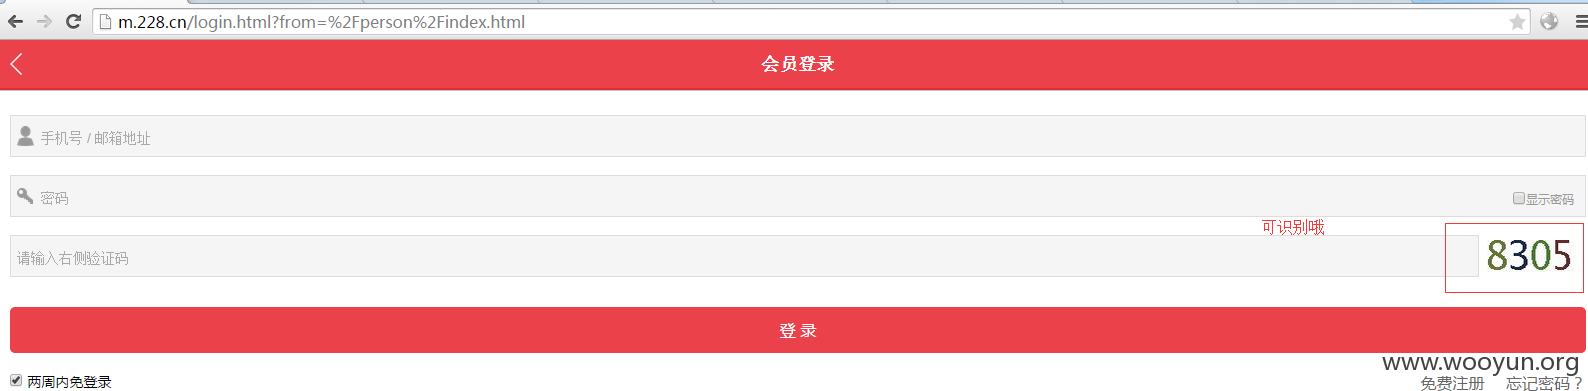 m.228.cn/login.html?from=%2Fperson%2Findex.html
会员登录
手机号 / 邮箱地址
密码
显示密码
可识别哦
请输入右侧验证码
8305
登 录
www.wooyun.org
两周内免登录
免费注册
忘记密码？